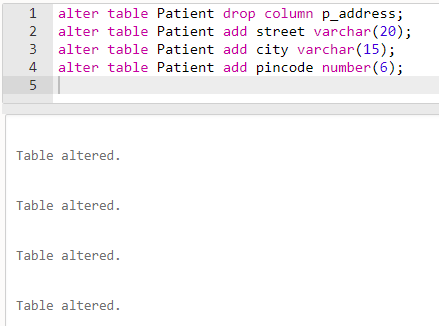 1 alter table Patient drop column p_address;
2 alter table Patient add street varchar(20);
3 alter table Patient add city varchar(15);
4 alter table Patient add pincode number(6);
5
Table altered.
Table altered.
Table altered.
Table altered.